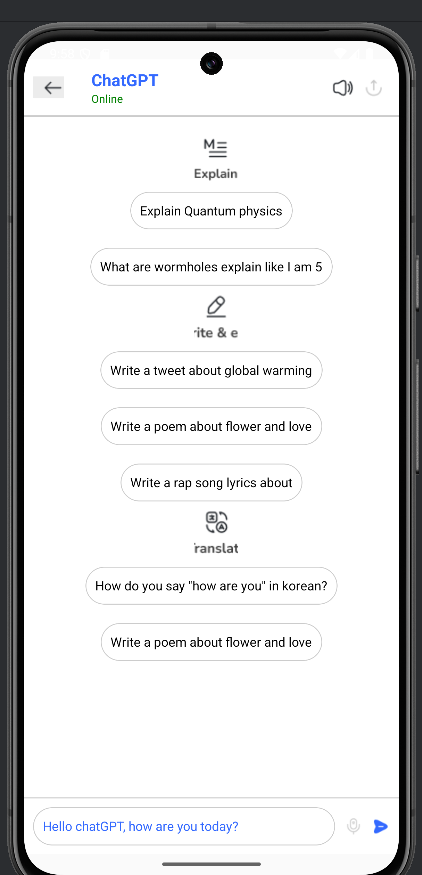 ChatGPT
Online
Explain
Explain Quantum physics
What are wormholes explain like I am 5
rite & e
Write a tweet about global warming
Write a poem about flower and love
Write a rap song lyrics about
ranslat
How do you say "how are you" in korean?
Write a poem about flower and love
Hello chatGPT, how are you today?